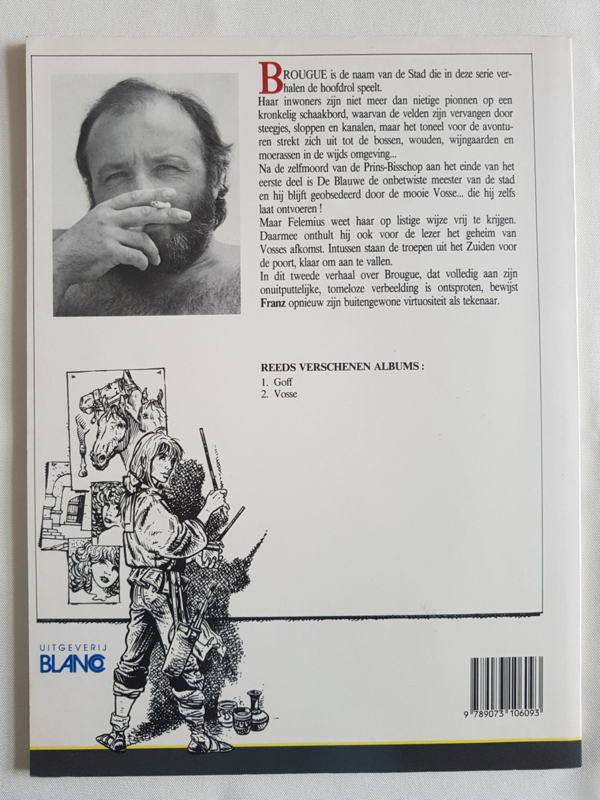 BROUGUE is de naam van de Stad die in deze serie ver-
halen de hoofdrol speelt.
Haar inwoners zijn niet meer dan nietige pionnen op een
kronkelig schaakbord, waarvan de velden zijn vervangen door
steegjes, sloppen en kanalen, maar het toneel voor de avontu-
ren strekt zich uit tot de bossen, wouden, wijngaarden en
moerassen in de wijds omgeving...
Na de zelfmoord van de Prins-Bisschop aan het einde van het
eerste deel is De Blauwe de onbetwiste meester van de stad
en hij blijft geobsedeerd door de mooie Vosse... die hij zelfs
laat ontvoeren !
Maar Felemius weet haar op listige wijze vrij te krijgen.
Daarmee onthult hij ook voor de lezer het geheim van
Vosses afkomst. Intussen staan de troepen uit het Zuiden voor
de poort, klaar om aan te vallen.
In dit tweede verhaal over Brougue, dat volledig aan zijn
onuitputtelijke, tomeloze verbeelding is ontsproten, bewijst
Franz opnieuw zijn buitengewone virtuositeit als tekenaar.
REEDS VERSCHENEN ALBUMS :
1. Goff
2. Vosse
UITGEVERIJ
BLANCO
9 789073 106093